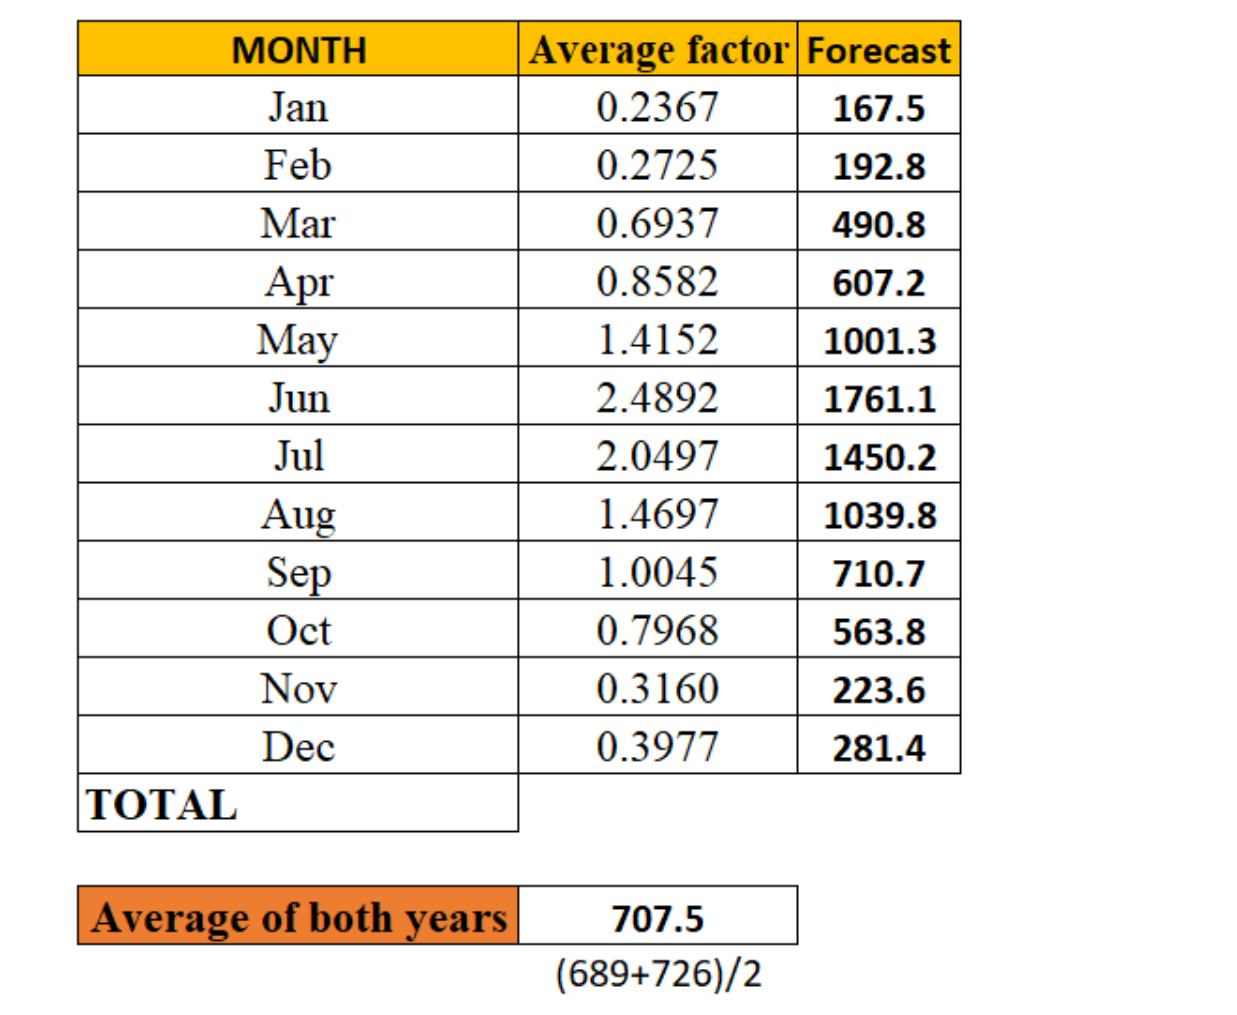 MONTH Average factor Forecast
Jan 0.2367 167.5
Feb 0.2725 192.8
Mar 0.6937 490.8
Apr 0.8582 607.2
May 1.4152 1001.3
Jun 2.4892 1761.1
Jul 2.0497 1450.2
Aug 1.4697 1039.8
Sep 1.0045 710.7
Oct 0.7968 563.8
Nov 0.3160 223.6
Dec 0.3977 281.4
TOTAL
Average of both years 707.5
(689+726)/2